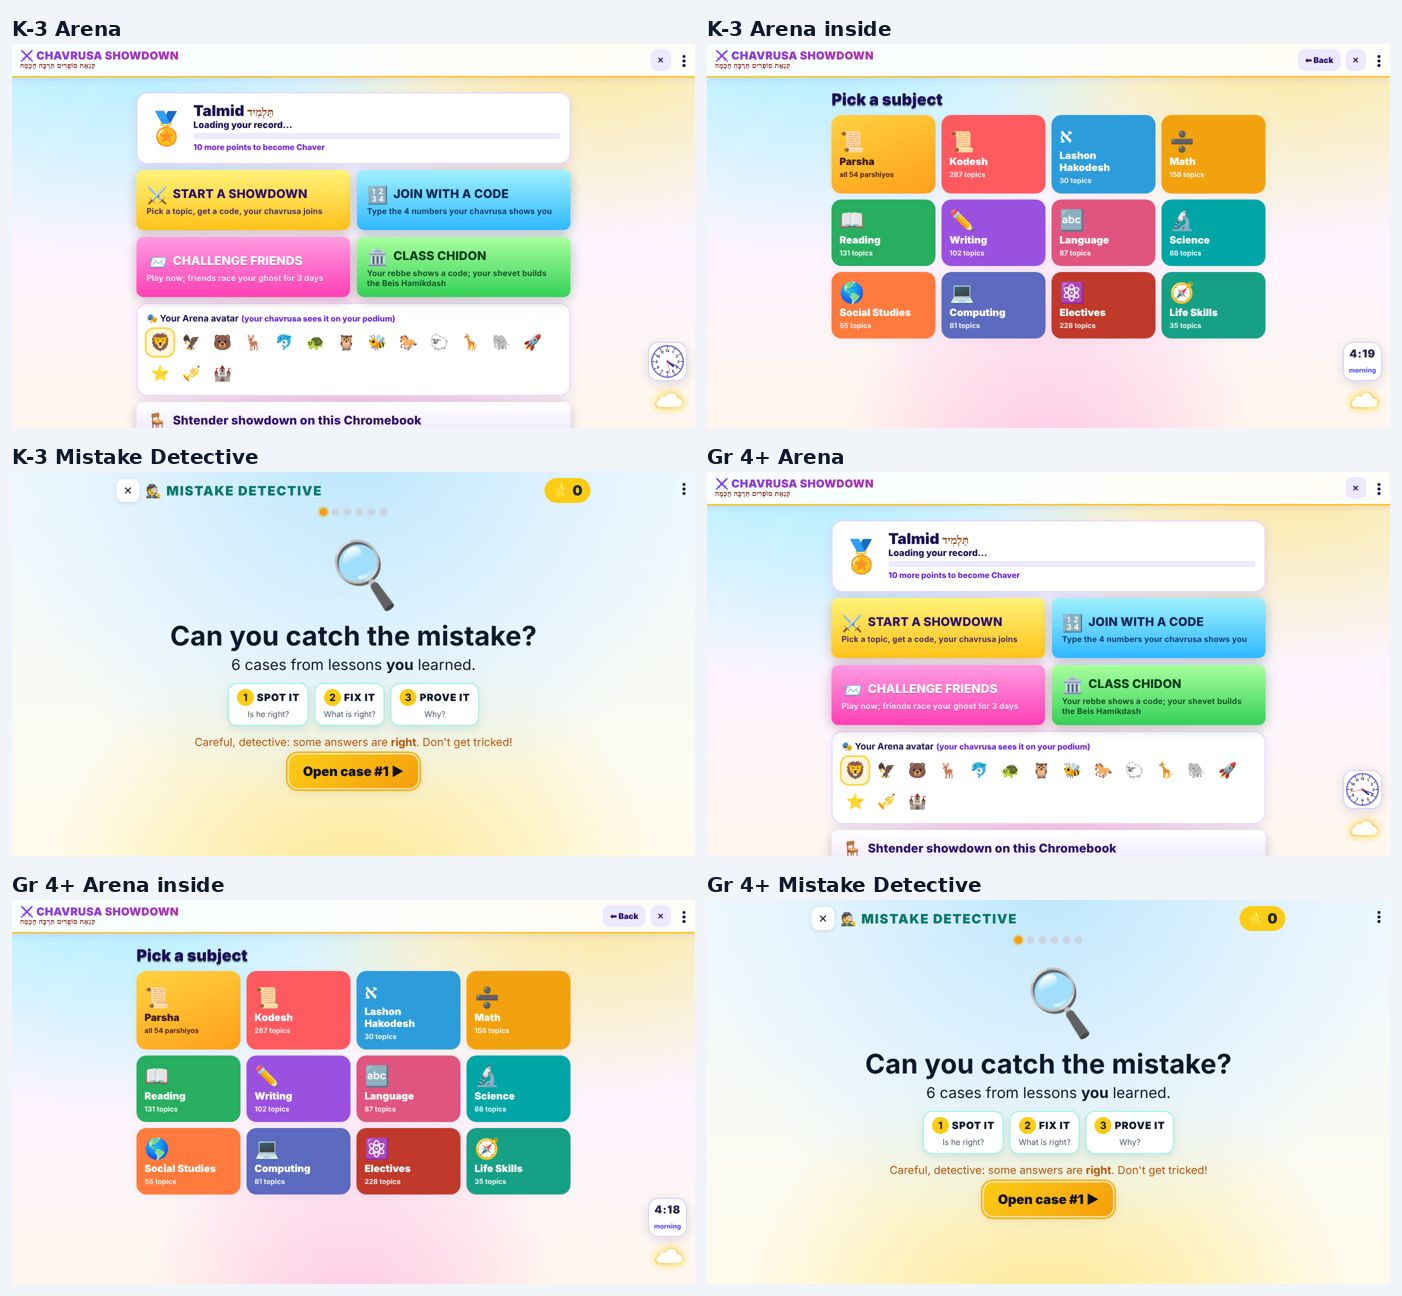 K-3 Arena
CHAVRUSA SHOWDOWN
קִנְאַת סוֹפְרִים תַּרְבֶּה חָכְמָה
×
Talmid תַּלְמִיד
Loading your record...
10 more points to become Chaver
START A SHOWDOWN
Pick a topic, get a code, your chavrusa joins
JOIN WITH A CODE
Type the 4 numbers your chavrusa shows you
CHALLENGE FRIENDS
Play now; friends race your ghost for 3 days
CLASS CHIDON
Your rebbe shows a code; your shevet builds
the Beis Hamikdash
Your Arena avatar (your chavrusa sees it on your podium)
Shtender showdown on this Chromebook
K-3 Arena inside
CHAVRUSA SHOWDOWN
קִנְאַת סוֹפְרִים תַּרְבֶּה חָכְמָה
Back
×
Pick a subject
Parsha
all 54 parshiyos
Kodesh
287 topics
א
Lashon
Hakodesh
30 topics
Math
158 topics
Reading
131 topics
Writing
102 topics
abc
Language
87 topics
Science
88 topics
Social Studies
55 topics
Computing
81 topics
Electives
228 topics
Life Skills
35 topics
4:19
morning
K-3 Mistake Detective
×
MISTAKE DETECTIVE
0
Can you catch the mistake?
6 cases from lessons you learned.
1 SPOT IT
Is he right?
2 FIX IT
What is right?
3 PROVE IT
Why?
Careful, detective: some answers are right. Don't get tricked!
Open case #1
Gr 4+ Arena
CHAVRUSA SHOWDOWN
קִנְאַת סוֹפְרִים תַּרְבֶּה חָכְמָה
×
Talmid תַּלְמִיד
Loading your record...
10 more points to become Chaver
START A SHOWDOWN
Pick a topic, get a code, your chavrusa joins
JOIN WITH A CODE
Type the 4 numbers your chavrusa shows you
CHALLENGE FRIENDS
Play now; friends race your ghost for 3 days
CLASS CHIDON
Your rebbe shows a code; your shevet builds
the Beis Hamikdash
Your Arena avatar (your chavrusa sees it on your podium)
Shtender showdown on this Chromebook
Gr 4+ Arena inside
CHAVRUSA SHOWDOWN
קִנְאַת סוֹפְרִים תַּרְבֶּה חָכְמָה
Back
×
Pick a subject
Parsha
all 54 parshiyos
Kodesh
287 topics
א
Lashon
Hakodesh
30 topics
Math
158 topics
Reading
131 topics
Writing
102 topics
abc
Language
87 topics
Science
88 topics
Social Studies
55 topics
Computing
81 topics
Electives
228 topics
Life Skills
35 topics
4:18
morning
Gr 4+ Mistake Detective
×
MISTAKE DETECTIVE
0
Can you catch the mistake?
6 cases from lessons you learned.
1 SPOT IT
Is he right?
2 FIX IT
What is right?
3 PROVE IT
Why?
Careful, detective: some answers are right. Don't get tricked!
Open case #1